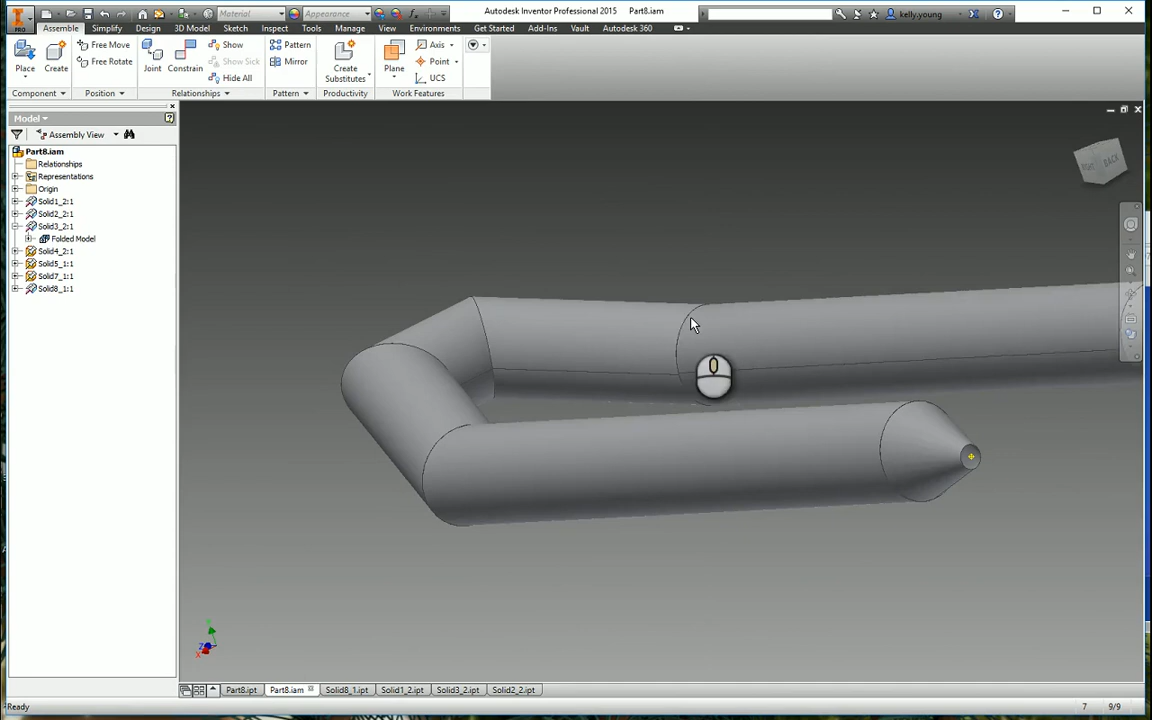 Material
Appearance
Autodesk Inventor Professional 2015 Part8.iam
kelly.young
PRO
Assemble Simplify Design 3D Model Sketch Inspect Tools Manage View Environments Get Started Add-Ins Vault Autodesk 360
Place
Create
Free Move
Free Rotate
Joint
Constrain
Show
Show Sick
Hide All
Pattern
Mirror
Create
Substitutes
Plane
Axis
Point
UCS
Component
Position
Relationships
Pattern
Productivity
Work Features
Model
Assembly View
Part8.iam
Relationships
Representations
Origin
Solid1_2:1
Solid2_2:1
Solid3_2:1
Folded Model
Solid4_2:1
Solid5_1:1
Solid7_1:1
Solid8_1:1
BACK
Y
Z
X
Part8.ipt
Part8.iam
Solid8_1.ipt
Solid1_2.ipt
Solid3_2.ipt
Solid2_2.ipt
Ready
7
9/9